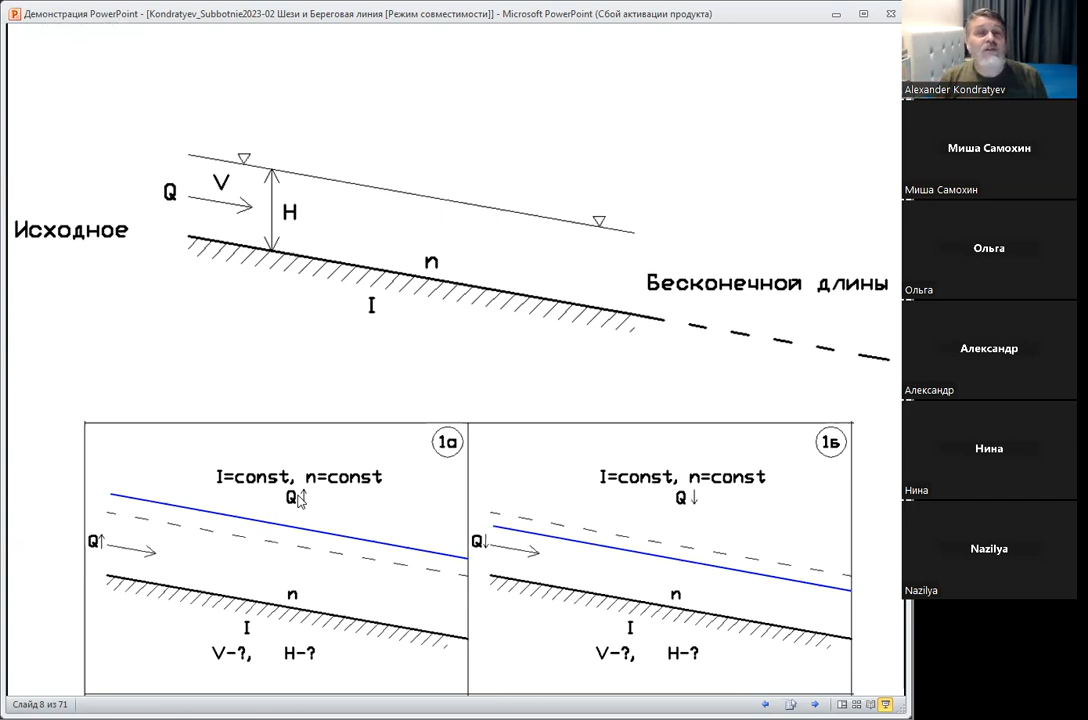 Демонстрация PowerPoint - [Kondratyev_Subbotnie2023-02 Шези и Береговая линия [Режим совместимости]] - Microsoft PowerPoint (Сбой активации продукта)
Q
V
H
Исходное
n
I
Бесконечной длины
1а
I=const, n=const
Q↑
Q↑
n
I
V-?, H-?
1Б
I=const, n=const
Q↓
Q↓
n
I
V-?, H-?
Слайд 8 из 71
Alexander Kondratyev
Миша Самохин
Миша Самохин
Ольга
Ольга
Александр
Александр
Нина
Нина
Nazilya
Nazilya